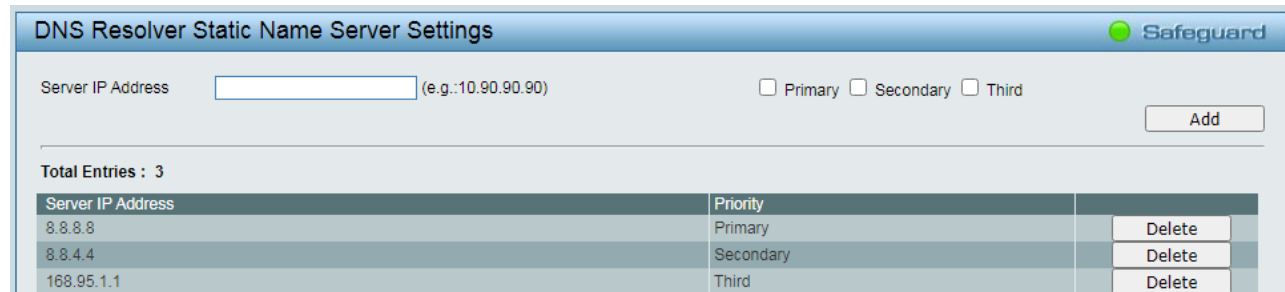 DNS Resolver Static Name Server Settings Safeguard
Server IP Address (e.g.:10.90.90.90) Primary Secondary Third
Add
Total Entries : 3
Server IP Address Priority
8.8.8.8 Primary Delete
8.8.4.4 Secondary Delete
168.95.1.1 Third Delete